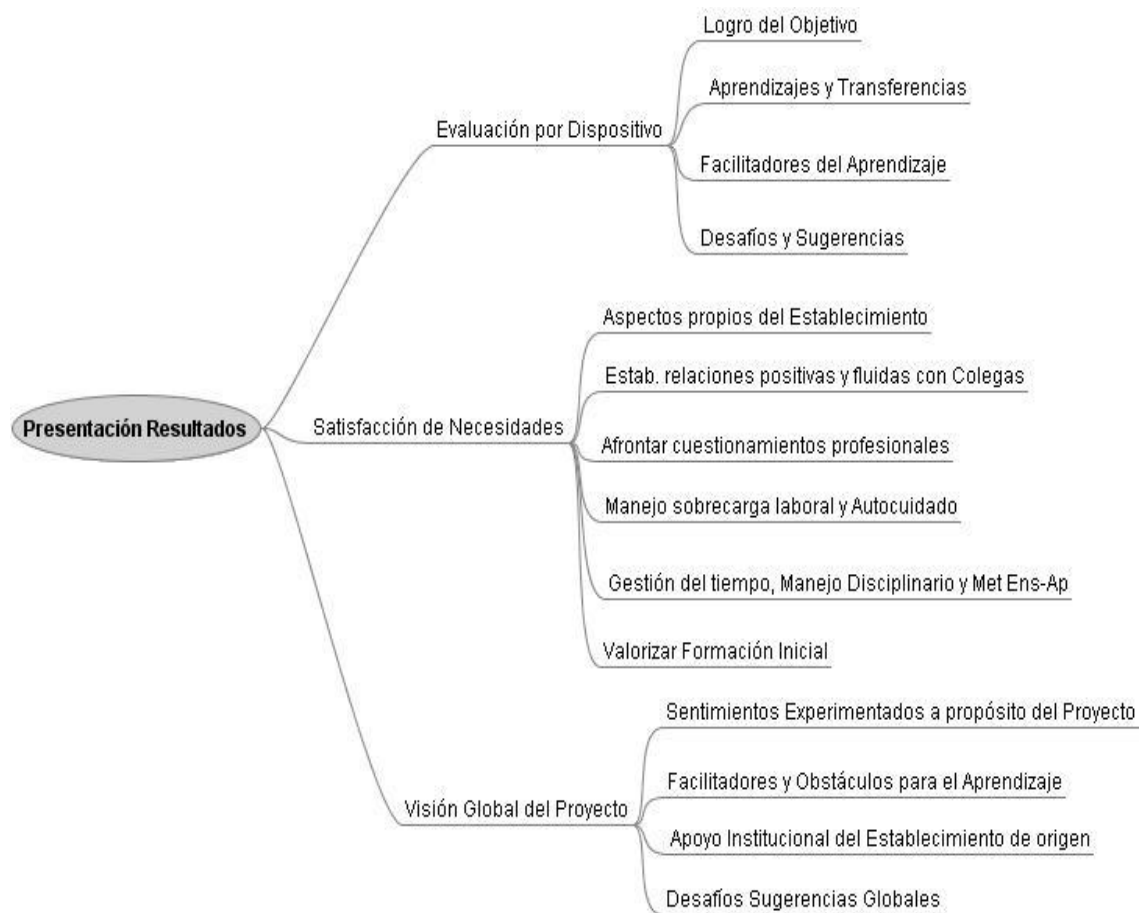 Presentación Resultados
Evaluación por Dispositivo
Logro del Objetivo
Aprendizajes y Transferencias
Facilitadores del Aprendizaje
Desafíos y Sugerencias
Satisfacción de Necesidades
Aspectos propios del Establecimiento
Estab. relaciones positivas y fluidas con Colegas
Afrontar cuestionamientos profesionales
Manejo sobrecarga laboral y Autocuidado
Gestión del tiempo, Manejo Disciplinario y Met Ens-Ap
Valorizar Formación Inicial
Visión Global del Proyecto
Sentimientos Experimentados a propósito del Proyecto
Facilitadores y Obstáculos para el Aprendizaje
Apoyo Institucional del Establecimiento de origen
Desafíos Sugerencias Globales